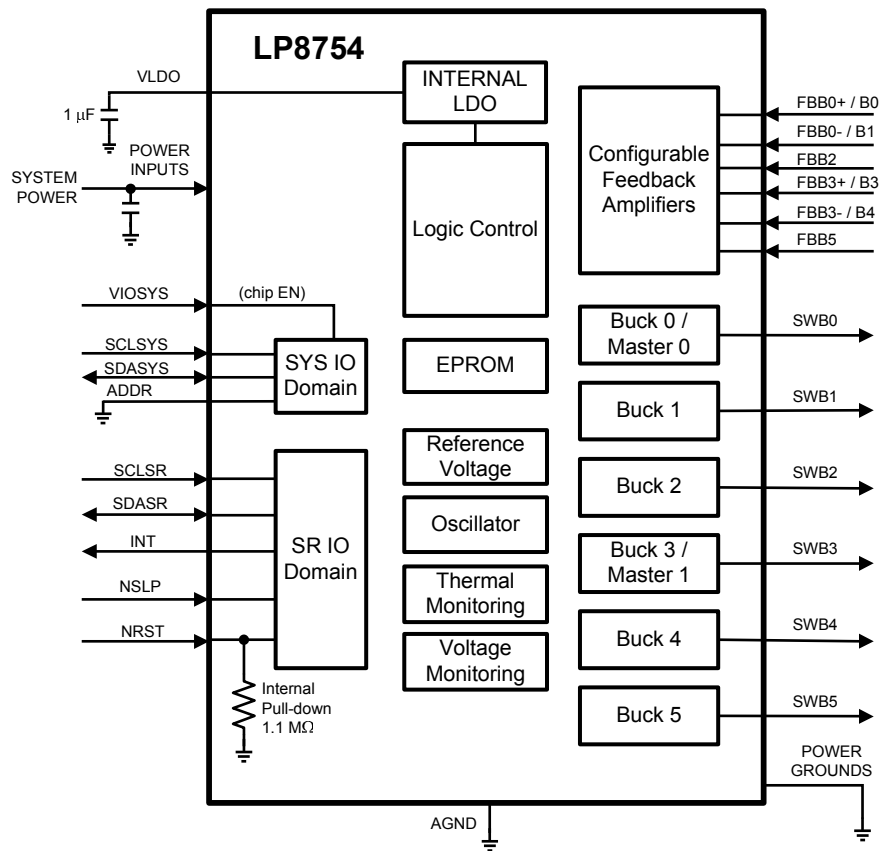 LP8754
VLDO
1 μF
INTERNAL
LDO
POWER
INPUTS
SYSTEM
POWER
Logic Control
Configurable
Feedback
Amplifiers
FBB0+ / B0
FBB0- / B1
FBB2
FBB3+ / B3
FBB3- / B4
FBB5
VIOSYS
(chip EN)
SCLSYS
SDASYS
ADDR
SYS IO
Domain
EPROM
Buck 0 /
Master 0
SWB0
Buck 1
SWB1
Reference
Voltage
Buck 2
SWB2
SCLSR
SDASR
INT
NSLP
NRST
SR IO
Domain
Oscillator
Buck 3 /
Master 1
SWB3
Thermal
Monitoring
Buck 4
SWB4
Voltage
Monitoring
Internal
Pull-down
1.1 MΩ
Buck 5
SWB5
POWER
GROUNDS
AGND